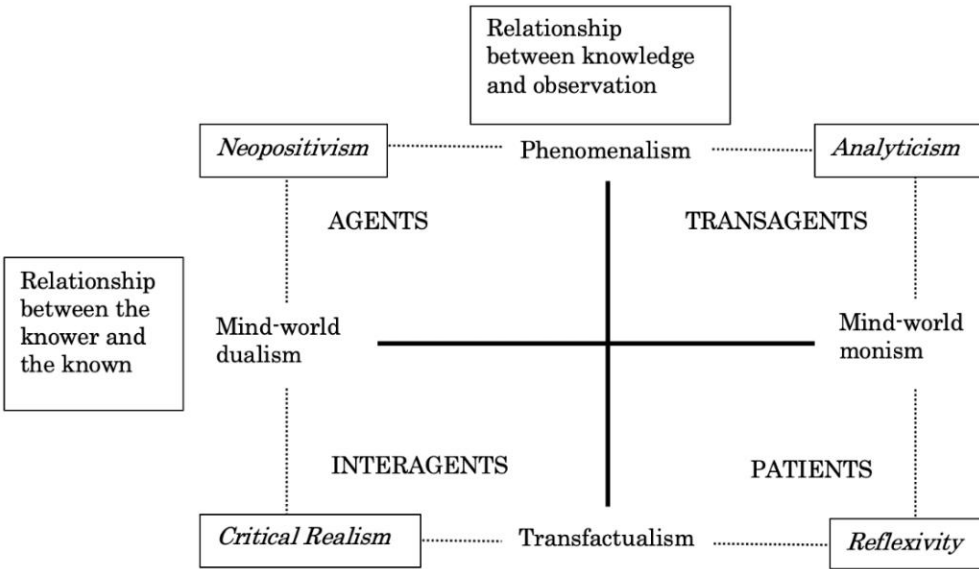 Relationship
between knowledge
and observation
Neopositivism
Phenomenalism
Analyticism
AGENTS
TRANSAGENTS
Relationship
between the
knower and
the known
Mind-world
dualism
Mind-world
monism
INTERAGENTS
PATIENTS
Critical Realism
Transfactualism
Reflexivity